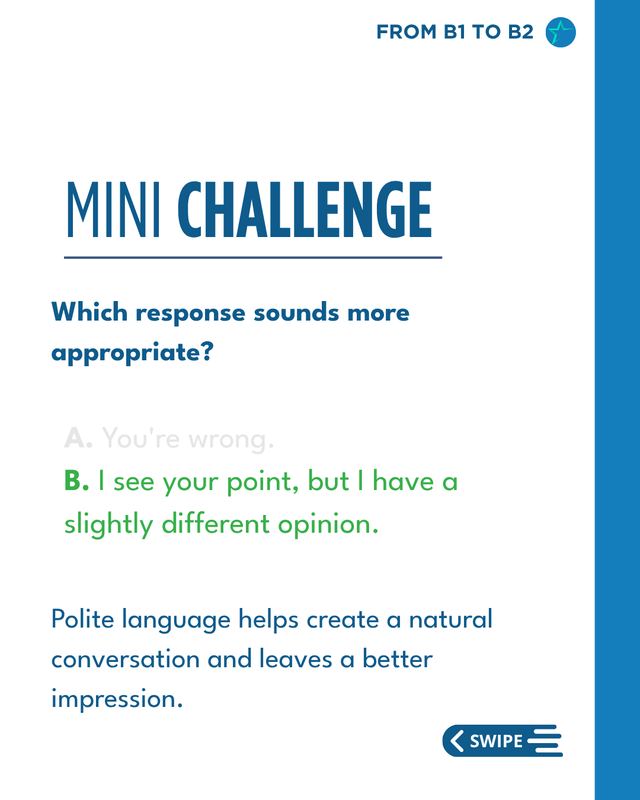 FROM B1 TO B2
MINI CHALLENGE
Which response sounds more
appropriate?
A. You're wrong.
B. I see your point, but I have a
slightly different opinion.
Polite language helps create a natural
conversation and leaves a better
impression.
SWIPE